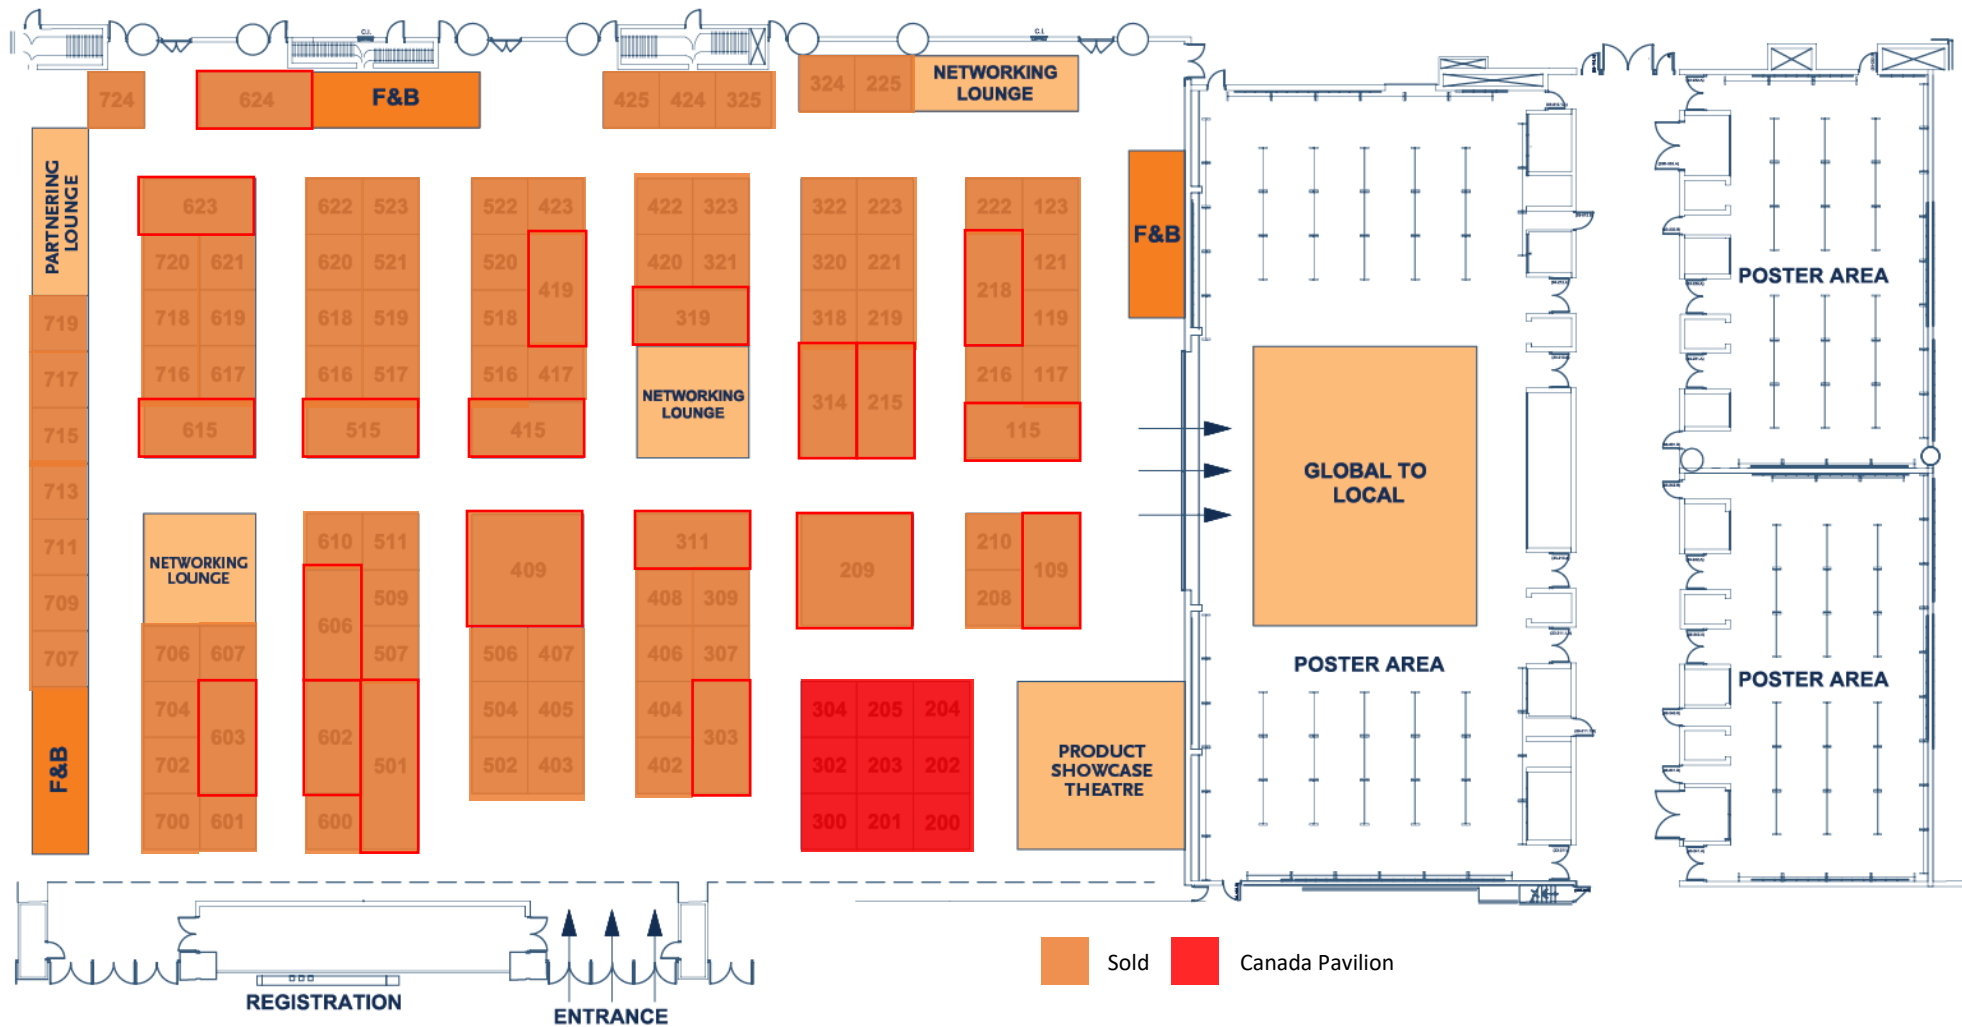 C.I.
C.I.
724
624
F&B
425 424 325
324 225
NETWORKING
LOUNGE
PARTNERING
LOUNGE
623
720 621
718 619
716 617
615
622 523
620 521
618 519
616 517
515
522 423
520
419
518
516 417
415
422 323
420 321
319
NETWORKING
LOUNGE
322 223
320 221
318 219
314 215
222 123
121
218
119
216 117
115
F&B
719
717
715
713
711
709
707
F&B
NETWORKING
LOUNGE
706 607
704
603
702
700 601
610 511
509
606
507
602
501
600
409
506 407
504 405
502 403
311
408 309
406 307
404
303
402
209
210
109
208
304 205 204
302 203 202
300 201 200
PRODUCT
SHOWCASE
THEATRE
GLOBAL TO
LOCAL
POSTER AREA
POSTER AREA
POSTER AREA
REGISTRATION
ENTRANCE
Sold
Canada Pavilion